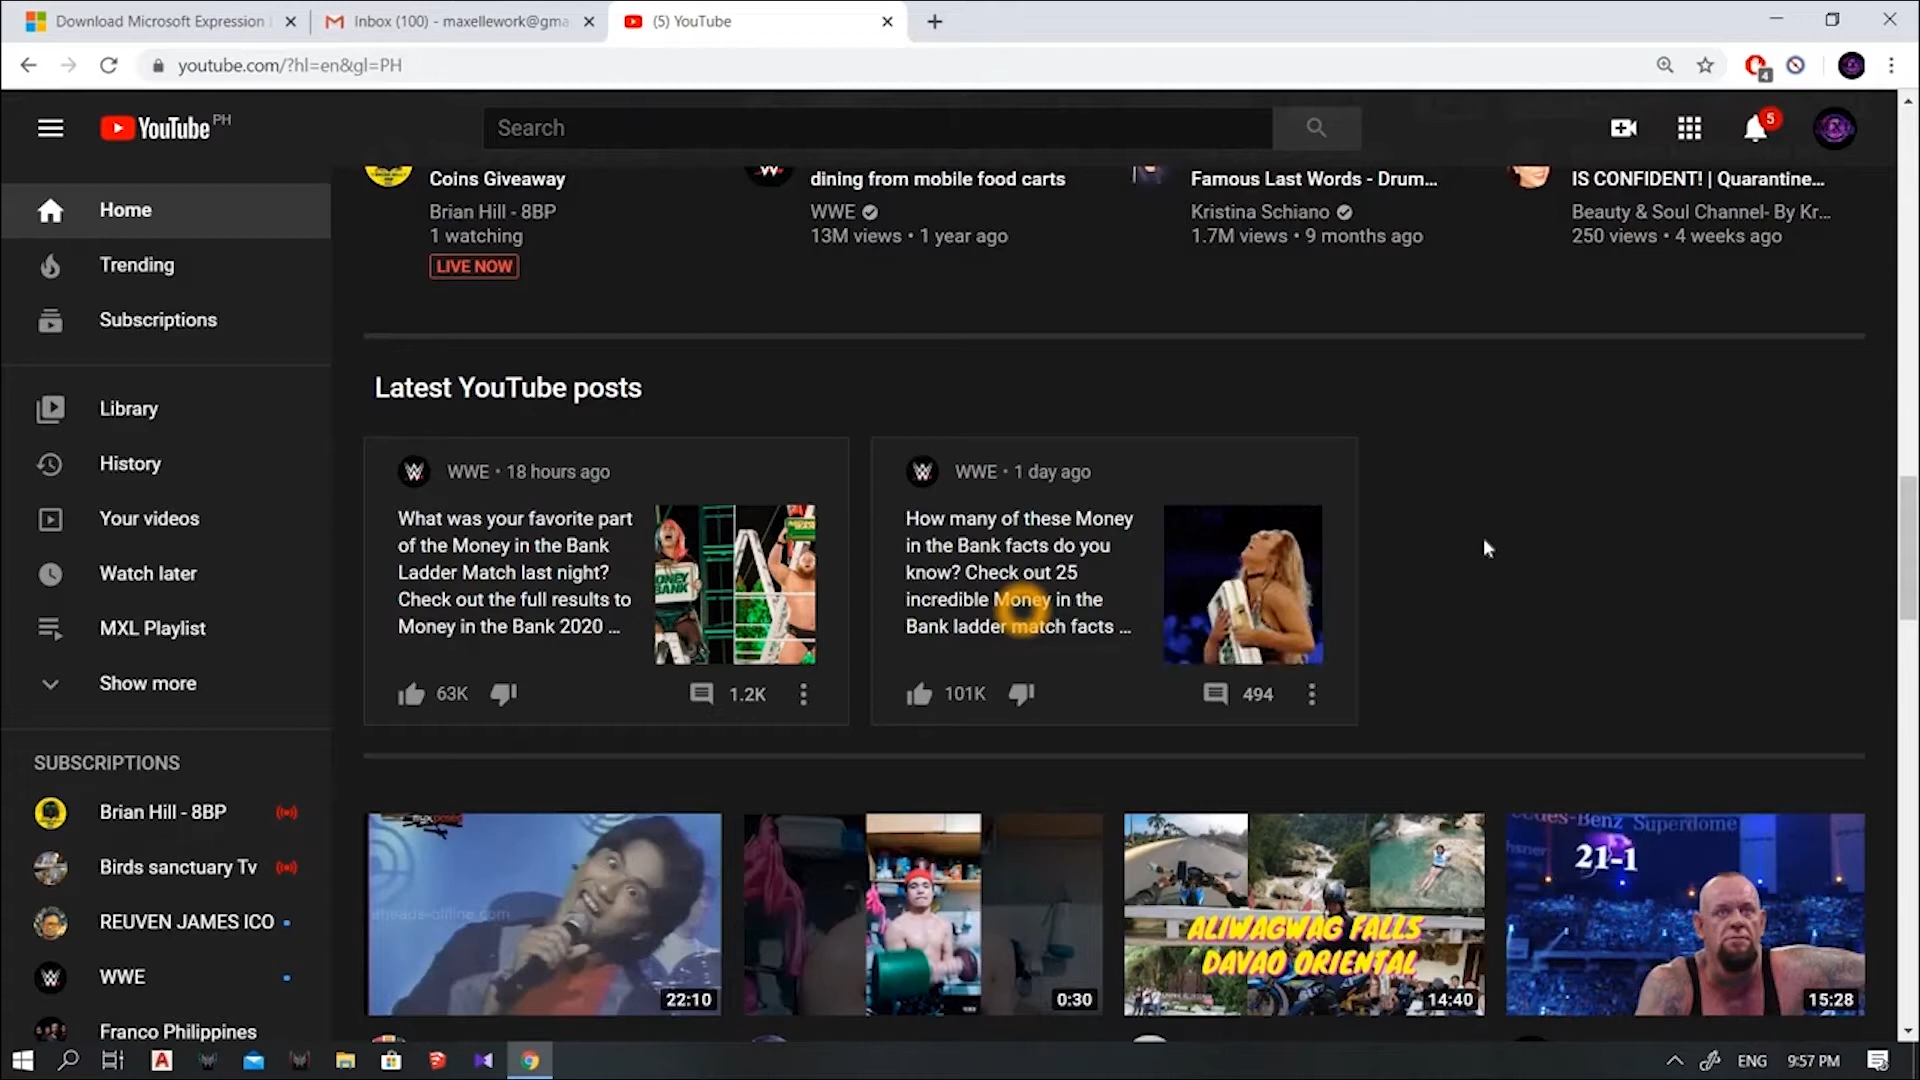 Download Microsoft Expression
Inbox (100) - maxellework@gma
(5) YouTube
youtube.com/?hl=en&gl=PH
4
YouTube PH
Search
5
Home
Trending
Subscriptions
Library
History
Your videos
Watch later
MXL Playlist
Show more
SUBSCRIPTIONS
Brian Hill - 8BP
Birds sanctuary Tv
REUVEN JAMES ICO
WWE
Franco Philippines
Coins Giveaway
Brian Hill - 8BP
1 watching
LIVE NOW
dining from mobile food carts
WWE
13M views • 1 year ago
Famous Last Words - Drum...
Kristina Schiano
1.7M views • 9 months ago
IS CONFIDENT! | Quarantine...
Beauty & Soul Channel- By Kr...
250 views • 4 weeks ago
Latest YouTube posts
WWE • 18 hours ago
What was your favorite part
of the Money in the Bank
Ladder Match last night?
Check out the full results to
Money in the Bank 2020 ...
MONEY
BANK
63K
1.2K
WWE • 1 day ago
How many of these Money
in the Bank facts do you
know? Check out 25
incredible Money in the
Bank ladder match facts ...
101K
494
22:10
0:30
ALIWAGWAG FALLS
DAVAO ORIENTAL
14:40
Superdome
21-1
15:28
ENG
9:57 PM